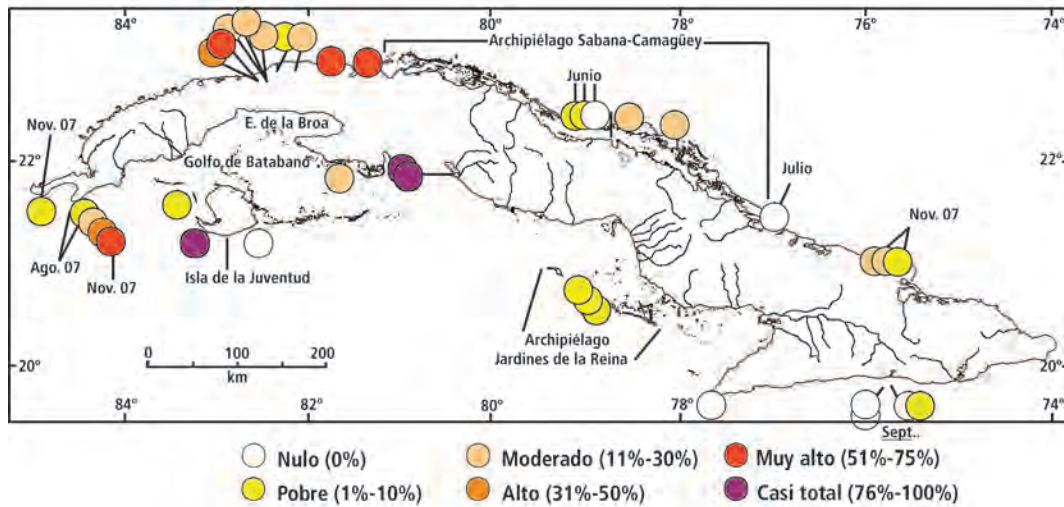 84°
82°
80°
78°
76°
74°
Archipiélago Sabana-Camagüey
Junio
Nov. 07
E. de la Broa
22°
Golfo de Batabanó
22°
Julio
Nov. 07
Ago. 07
Nov. 07
Isla de la Juventud
Archipiélago
Jardines de la Reina
0 100 200
km
20°
20°
84°
80°
78°
74°
Sept..
Nulo (0%)
Moderado (11%-30%)
Muy alto (51%-75%)
Pobre (1%-10%)
Alto (31%-50%)
Casi total (76%-100%)